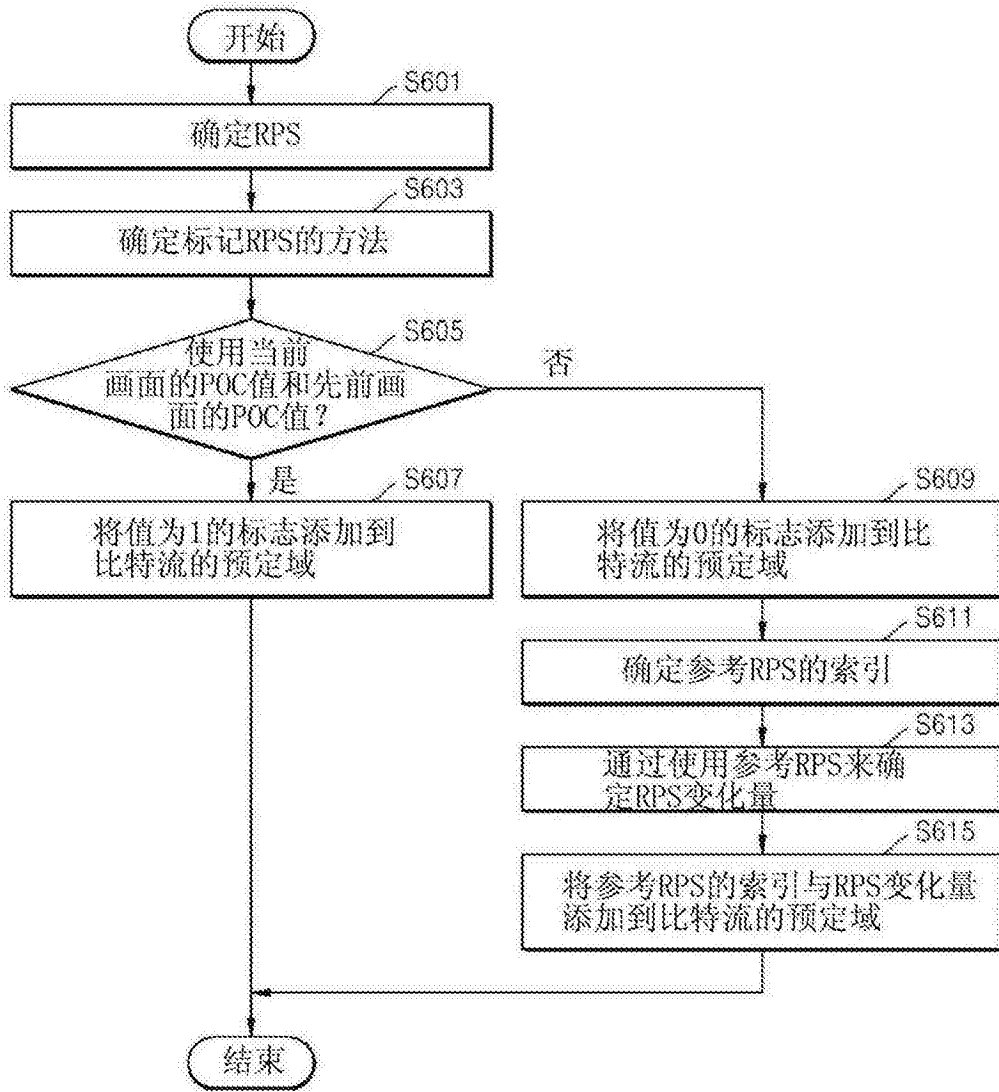 开始
S601
确定RPS
S603
确定标记RPS的方法
S605
使用当前
画面的POC值和先前画
面的POC值?
否
是
S607
将值为1的标志添加到
比特流的预定域
S609
将值为0的标志添加到比
特流的预定域
S611
确定参考RPS的索引
S613
通过使用参考RPS来确
定RPS变化量
S615
将参考RPS的索引与RPS变化量
添加到比特流的预定域
结束